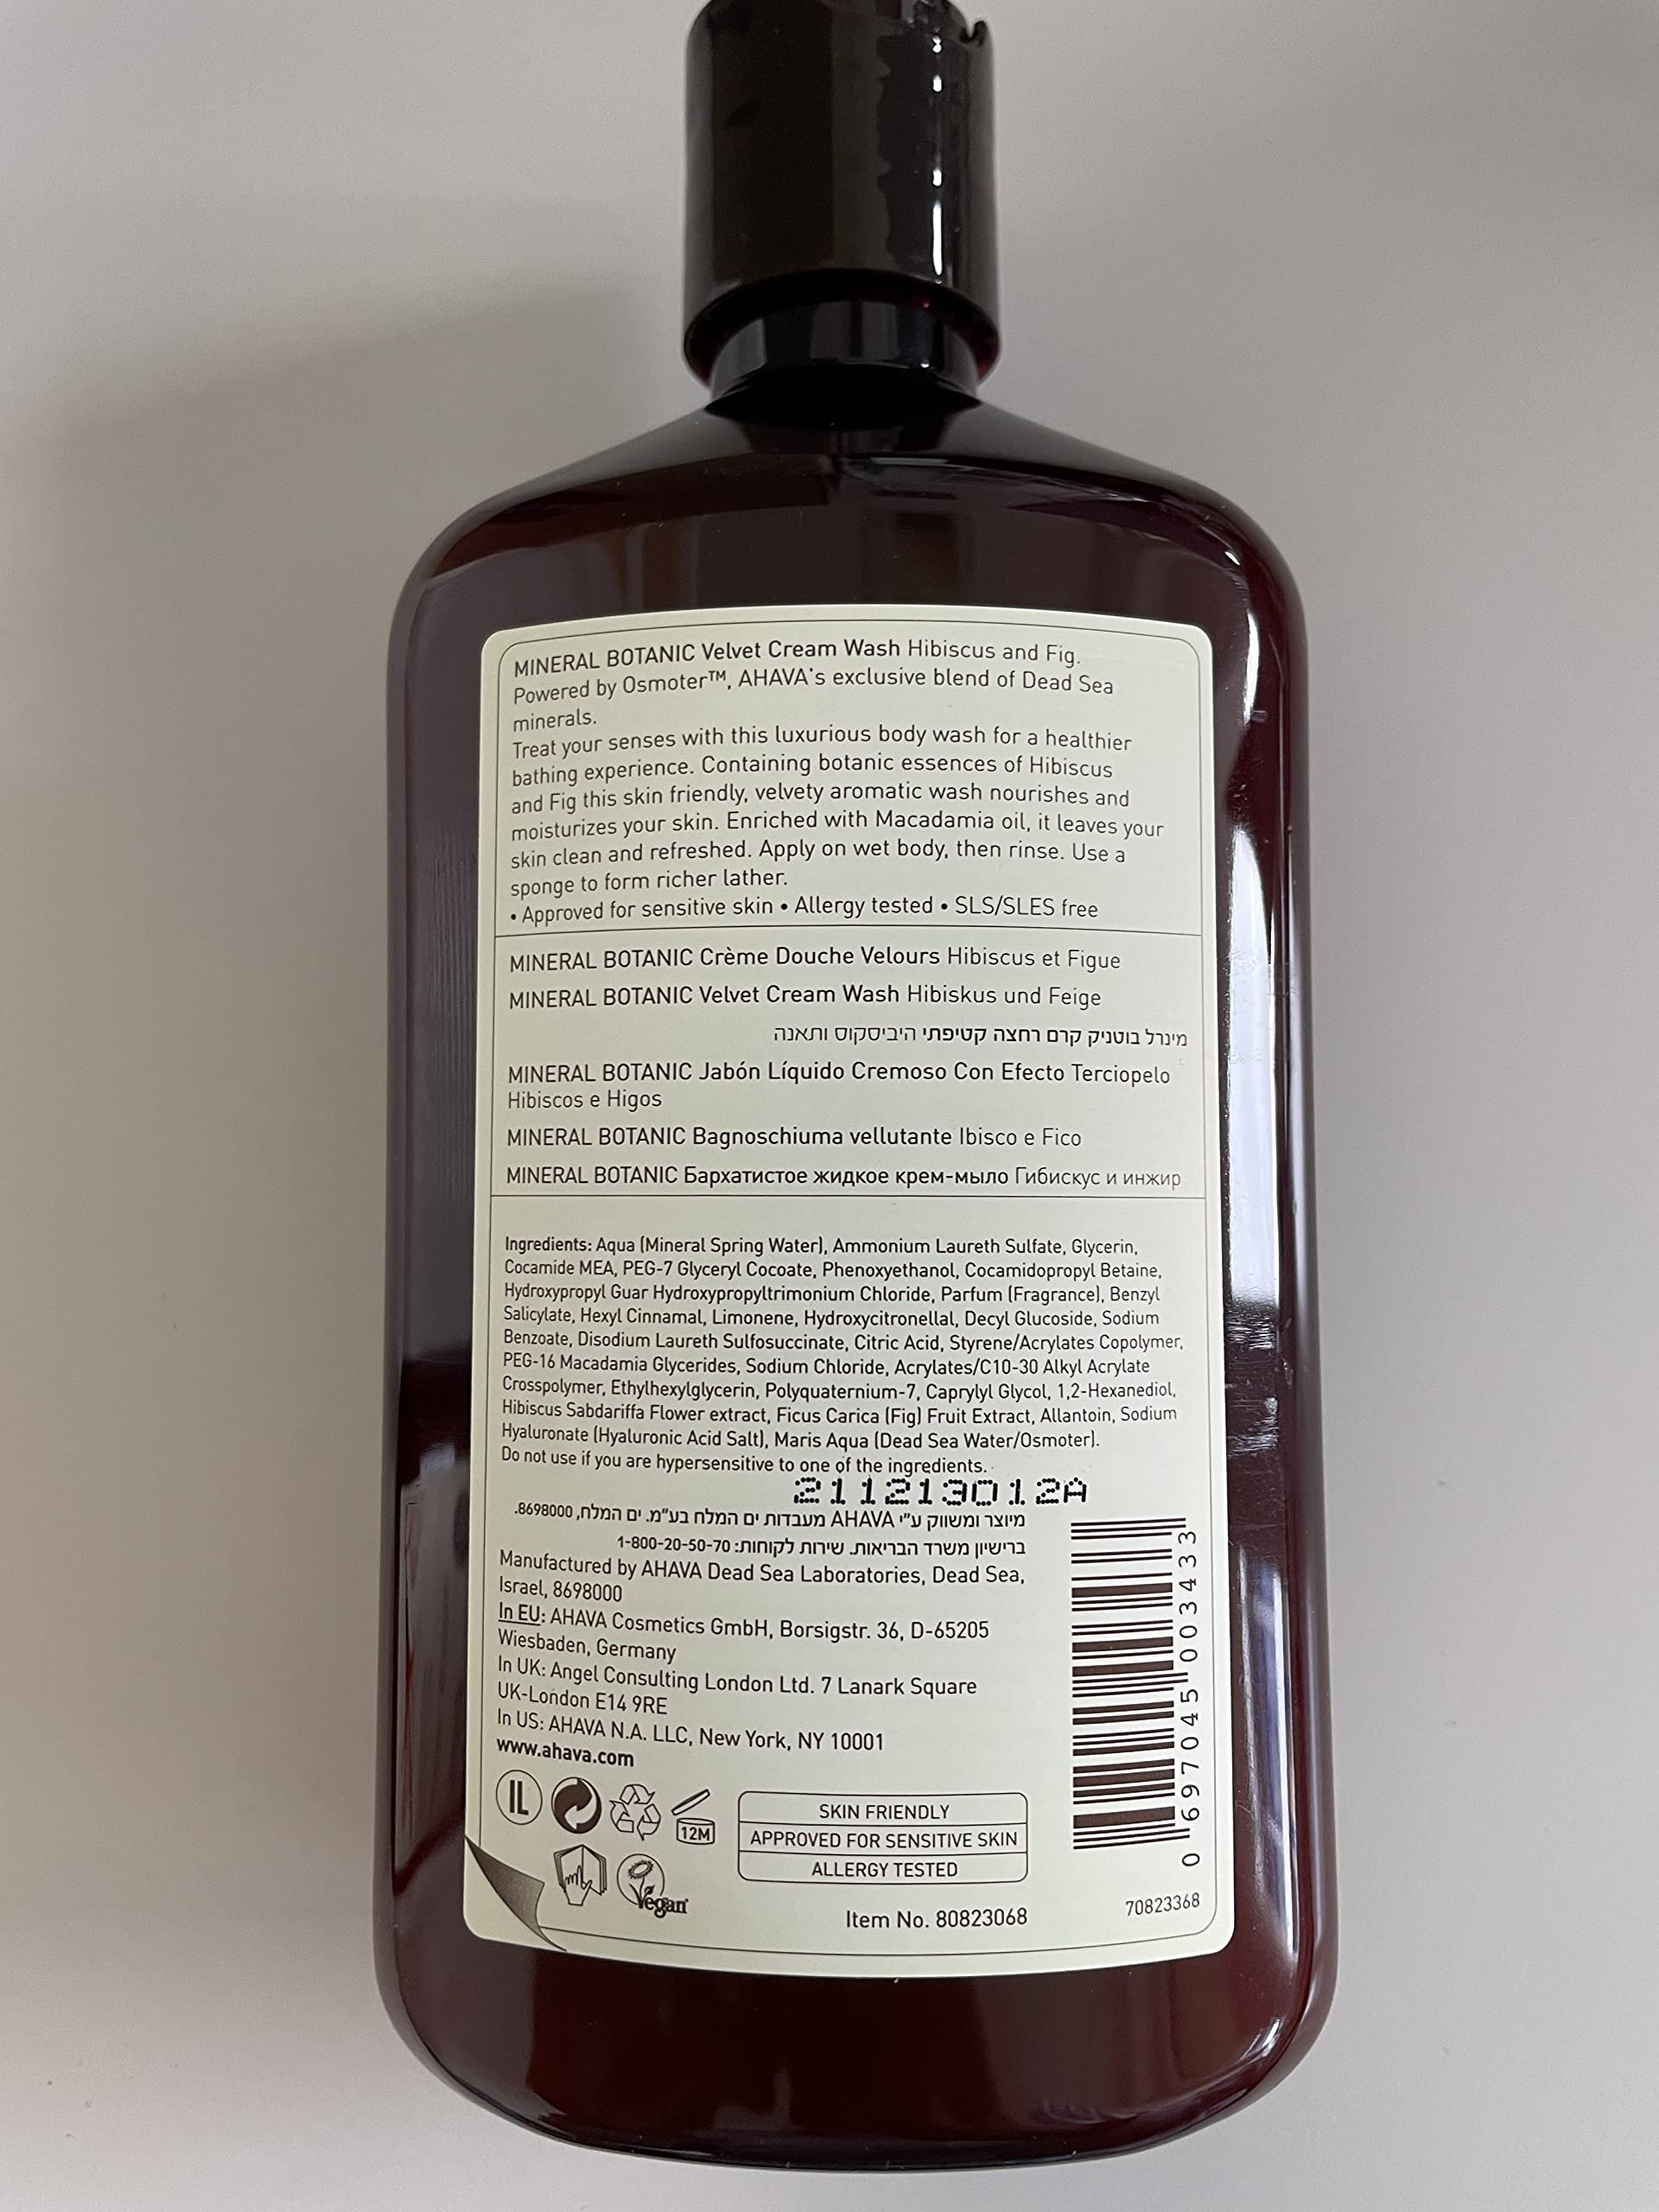 MINERAL BOTANIC Velvet Cream Wash Hibiscus and Fig.
Powered by Osmoter™, AHAVA's exclusive blend of Dead Sea
minerals.
Treat your senses with this luxurious body wash for a healthier
bathing experience. Containing botanic essences of Hibiscus
and Fig this skin friendly, velvety aromatic wash nourishes and
moisturizes your skin. Enriched with Macadamia oil, it leaves your
skin clean and refreshed. Apply on wet body, then rinse. Use a
sponge to form richer lather.
• Approved for sensitive skin • Allergy tested • SLS/SLES free
MINERAL BOTANIC Crème Douche Velours Hibiscus et Figue
MINERAL BOTANIC Velvet Cream Wash Hibiskus und Feige
מינרל בוטניק קרם רחצה קטיפתי היביסקוס ותאנה
MINERAL BOTANIC Jabón Líquido Cremoso Con Efecto Terciopelo
Hibiscos e Higos
MINERAL BOTANIC Bagnoschiuma vellutante Ibisco e Fico
MINERAL BOTANIC Бархатистое жидкое крем-мыло Гибискус и инжир
Ingredients: Aqua (Mineral Spring Water), Ammonium Laureth Sulfate, Glycerin,
Cocamide MEA, PEG-7 Glyceryl Cocoate, Phenoxyethanol, Cocamidopropyl Betaine,
Hydroxypropyl Guar Hydroxypropyltrimonium Chloride, Parfum (Fragrance), Benzyl
Salicylate, Hexyl Cinnamal, Limonene, Hydroxycitronellal, Decyl Glucoside, Sodium
Benzoate, Disodium Laureth Sulfosuccinate, Citric Acid, Styrene/Acrylates Copolymer,
PEG-16 Macadamia Glycerides, Sodium Chloride, Acrylates/C10-30 Alkyl Acrylate
Crosspolymer, Ethylhexylglycerin, Polyquaternium-7, Caprylyl Glycol, 1,2-Hexanediol,
Hibiscus Sabdariffa Flower extract, Ficus Carica (Fig) Fruit Extract, Allantoin, Sodium
Hyaluronate (Hyaluronic Acid Salt), Maris Aqua (Dead Sea Water/Osmoter).
Do not use if you are hypersensitive to one of the ingredients.
211213012A
מיוצר ומשווק ע"י AHAVA מעבדות ים המלח בע"מ. ים המלח, 8698000.
ברישיון משרד הבריאות. שירות לקוחות: 1-800-20-50-70
Manufactured by AHAVA Dead Sea Laboratories, Dead Sea,
Israel, 8698000
In EU: AHAVA Cosmetics GmbH, Borsigstr. 36, D-65205
Wiesbaden, Germany
In UK: Angel Consulting London Ltd. 7 Lanark Square
UK-London E14 9RE
In US: AHAVA N.A. LLC, New York, NY 10001
www.ahava.com
0 697045 003433
IL
12M
SKIN FRIENDLY
APPROVED FOR SENSITIVE SKIN
ALLERGY TESTED
Vegan
Item No. 80823068
70823368